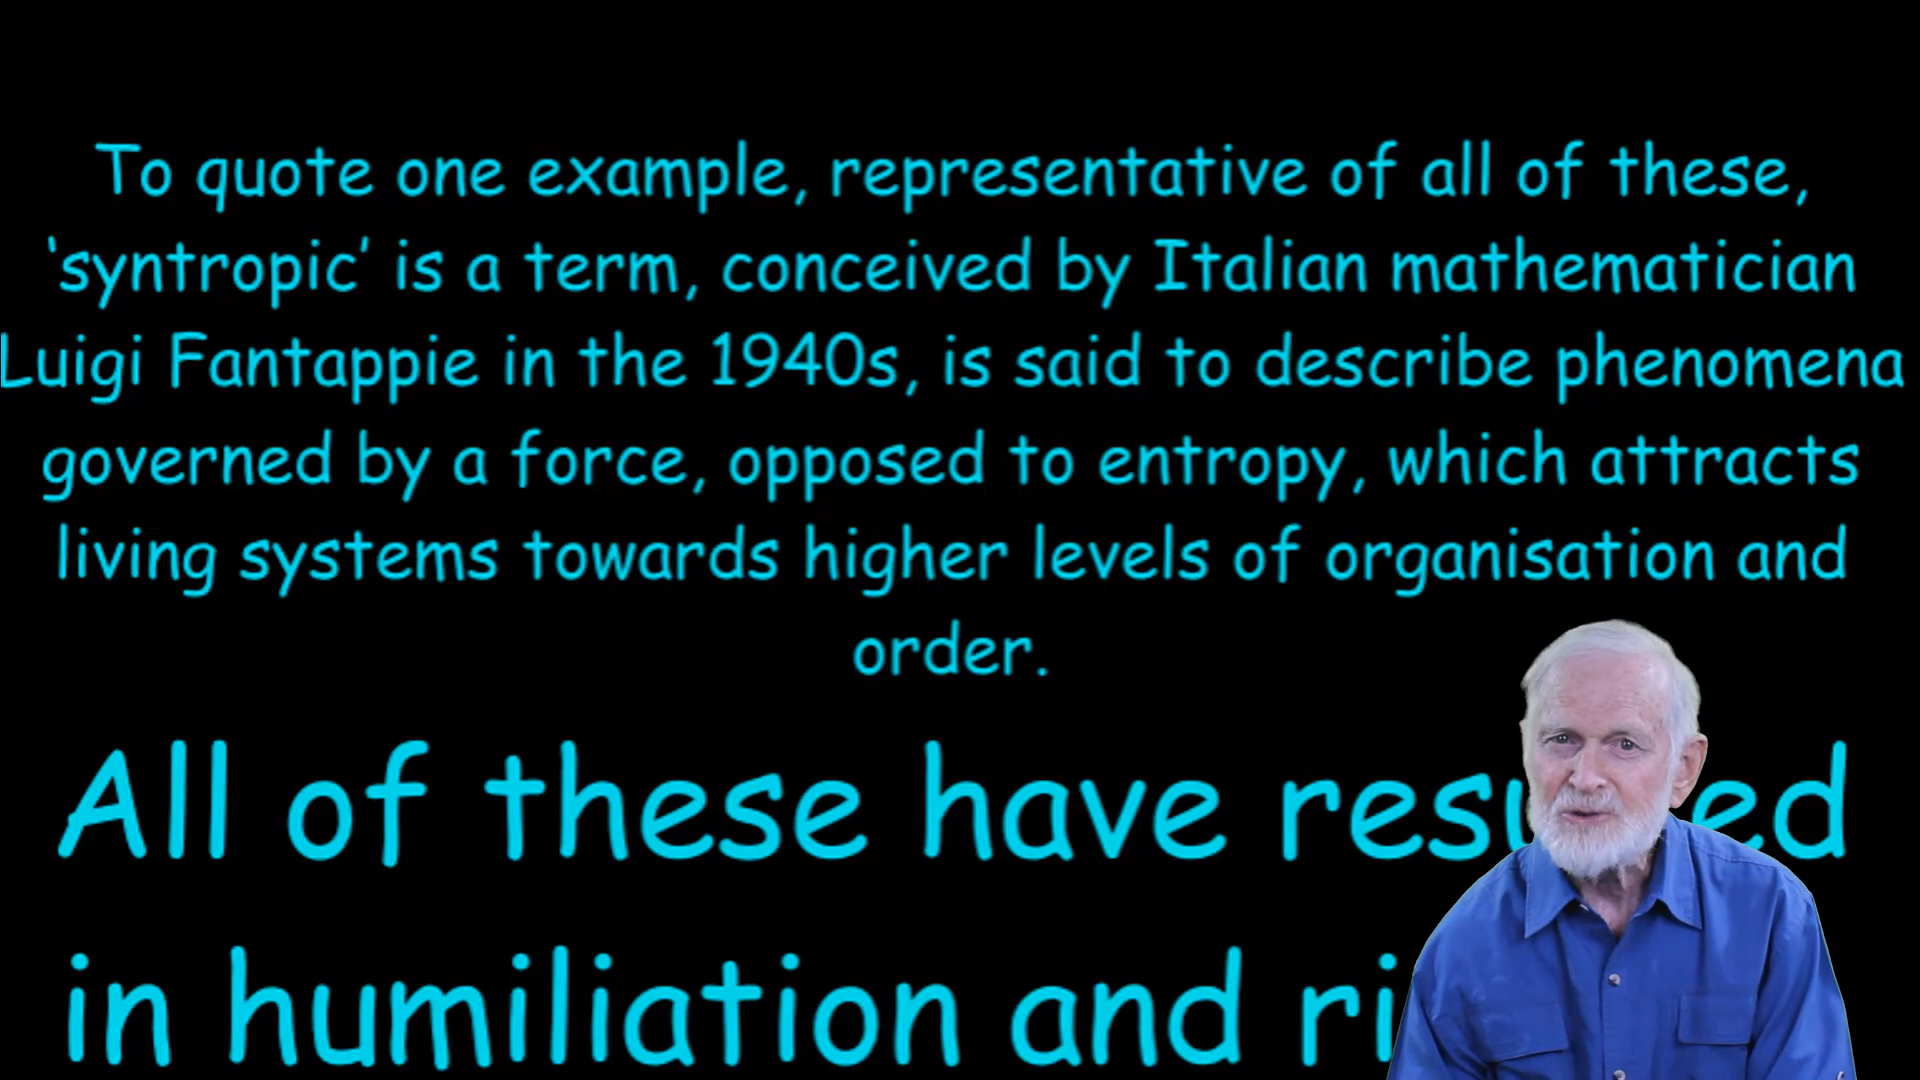 To quote one example, representative of all of these,
‘syntropic’ is a term, conceived by Italian mathematician
Luigi Fantappie in the 1940s, is said to describe phenomena
governed by a force, opposed to entropy, which attracts
living systems towards higher levels of organisation and
order.
All of these have
in humiliation and